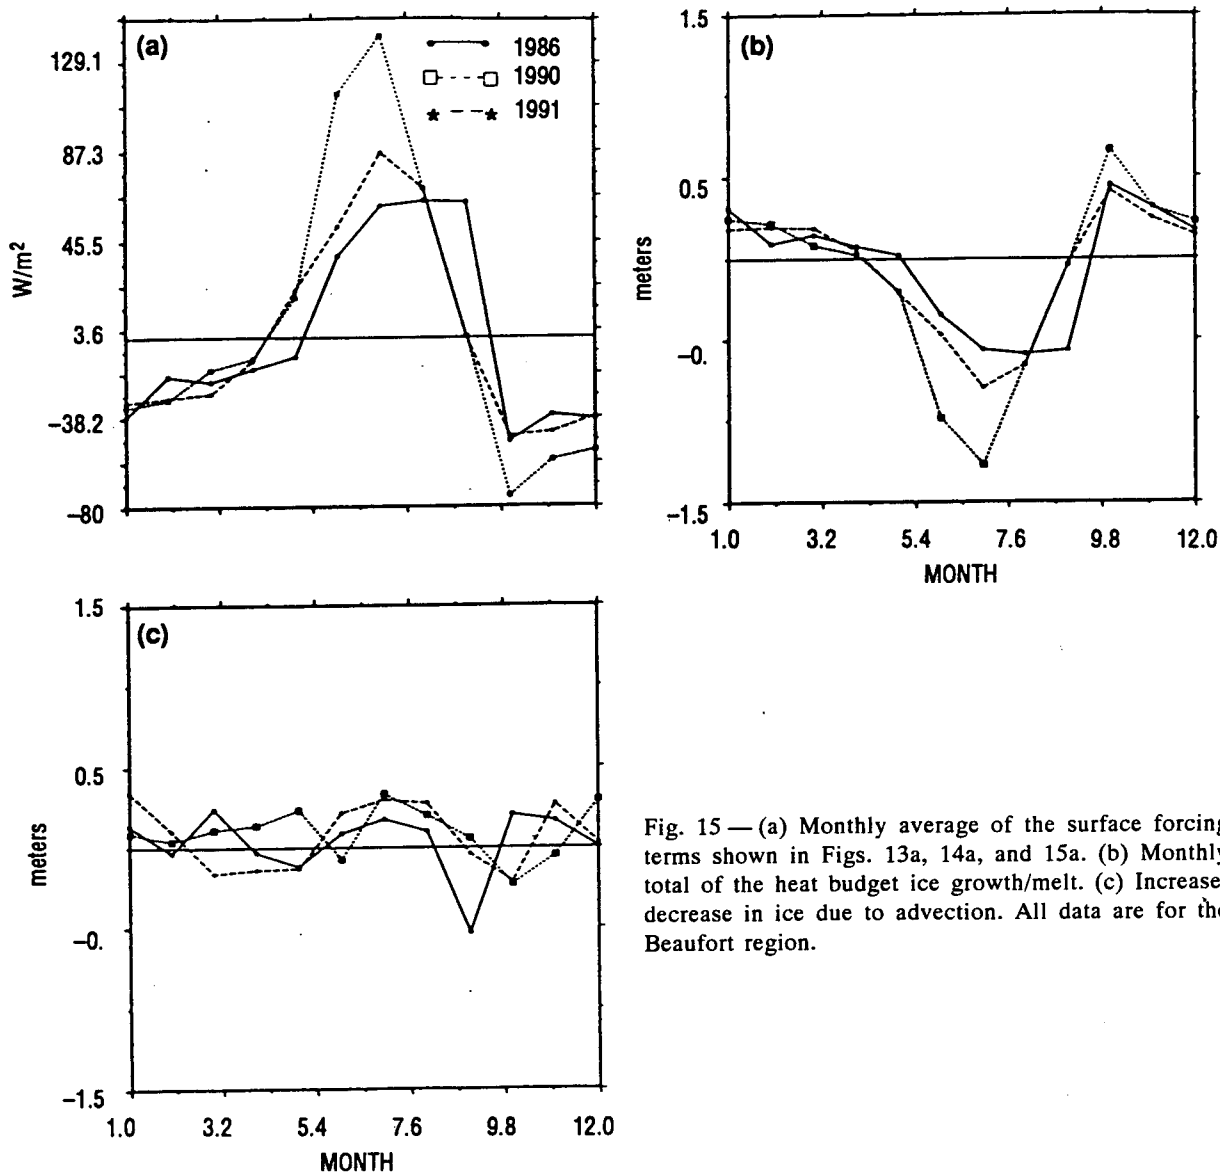 (a)
1986
1990
1991
129.1
87.3
45.5
3.6
−38.2
−80
W/m²
(b)
1.5
0.5
−0.
−1.5
meters
1.0 3.2 5.4 7.6 9.8 12.0
MONTH
(c)
1.5
0.5
−0.
−1.5
meters
1.0 3.2 5.4 7.6 9.8 12.0
MONTH
Fig. 15 — (a) Monthly average of the surface forcing
terms shown in Figs. 13a, 14a, and 15a. (b) Monthly
total of the heat budget ice growth/melt. (c) Increase
decrease in ice due to advection. All data are for the
Beaufort region.